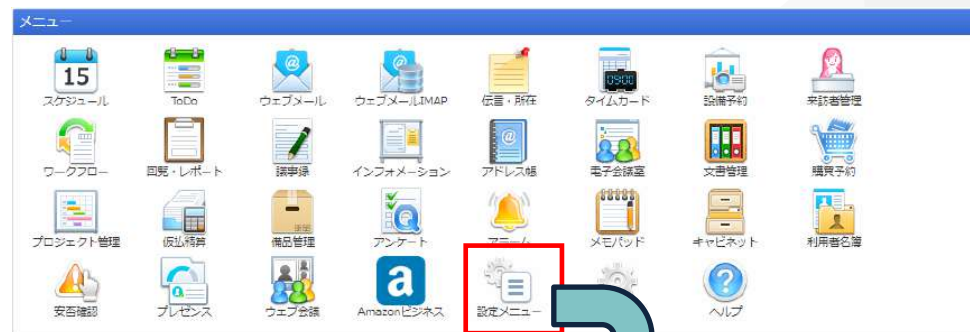 メニュー
15
スケジュール ToDo ウェブメール ウェブメールIMAP 伝言・所在 タイムカード 設備予約 来訪者管理
ワークフロー 回覧・レポート 議事録 インフォメーション アドレス帳 電子会議室 文書管理 購買予約
プロジェクト管理 仮払精算 備品管理 アンケート アラーム メモパッド キャビネット 利用者名簿
安否確認 プレゼンス ウェブ会議 Amazonビジネス 設定メニュー ヘルプ